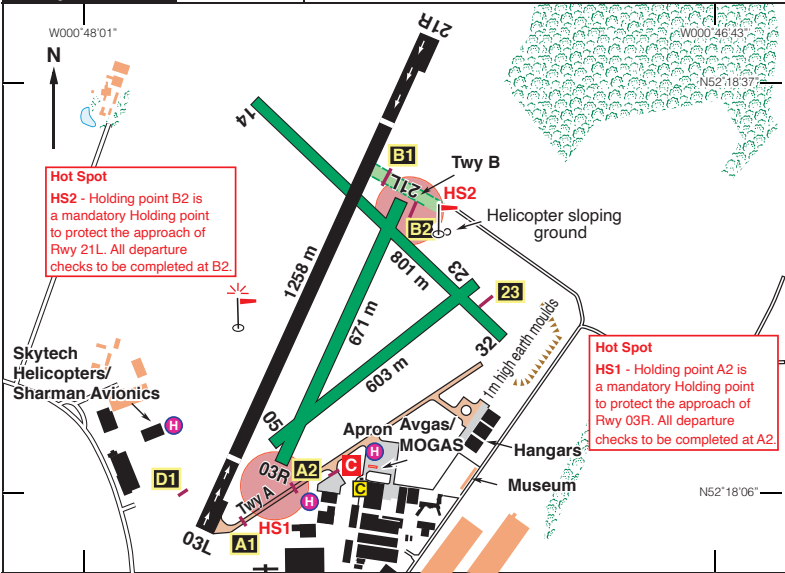 W000°48'01"
W000°46'43"
N
21R
N52°18'37"
14
B1
Twy B
21L
HS2
Hot Spot
HS2 - Holding point B2 is
a mandatory Holding point
to protect the approach of
Rwy 21L. All departure
checks to be completed at B2.
B2
Helicopter sloping
ground
1258 m
801 m
23
23
671 m
603 m
32
1m high earth moulds
Hot Spot
HS1 - Holding point A2 is
a mandatory Holding point
to protect the approach of
Rwy 03R. All departure
checks to be completed at A2.
Skytech
Helicopters/
Sharman Avionics
H
05
Apron
Avgas/
MOGAS
H
Hangars
03R
A2
C
C
Museum
D1
Twy A
H
N52°18'06"
HS1
03L
A1